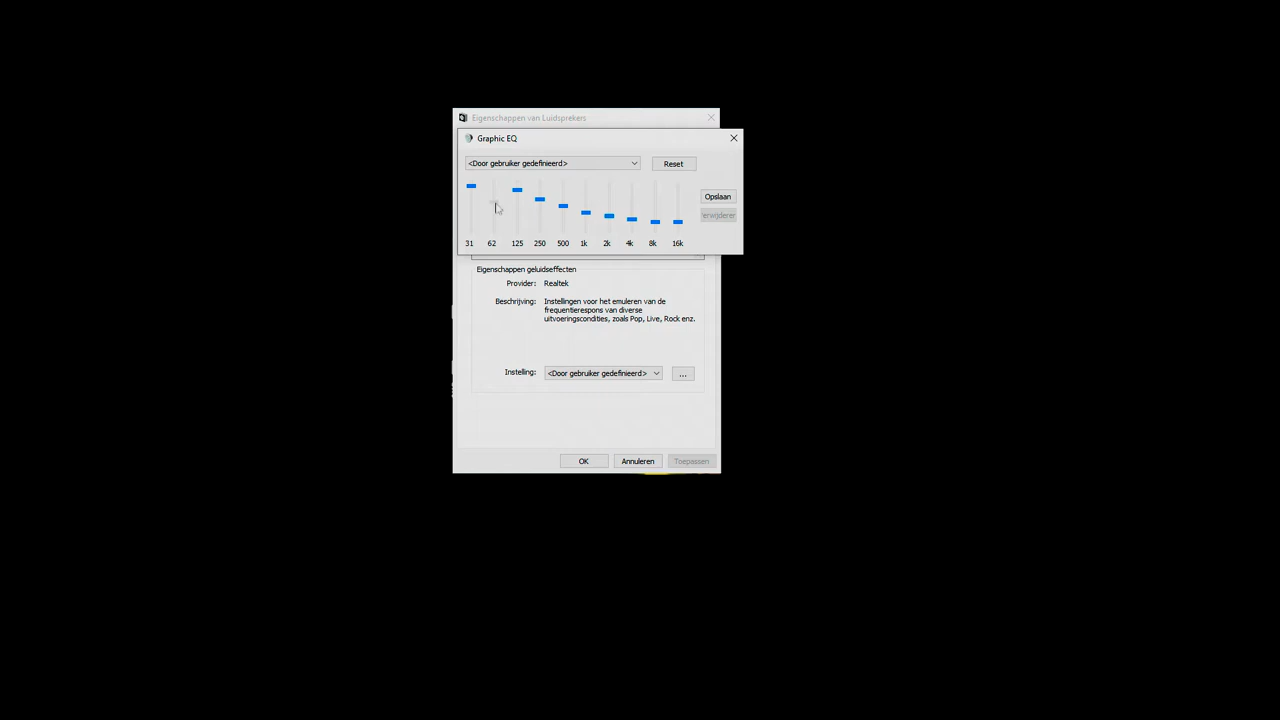 Eigenschappen van Luidsprekers
Graphic EQ
<Door gebruiker gedefinieerd>
Reset
Opslaan
erwijderer
31 62 125 250 500 1k 2k 4k 8k 16k
Eigenschappen geluidseffecten
Provider: Realtek
Beschrijving: Instellingen voor het emuleren van de
frequentierespons van diverse
uitvoeringscondities, zoals Pop, Live, Rock enz.
Instelling: <Door gebruiker gedefinieerd> ...
OK Annuleren Toepassen